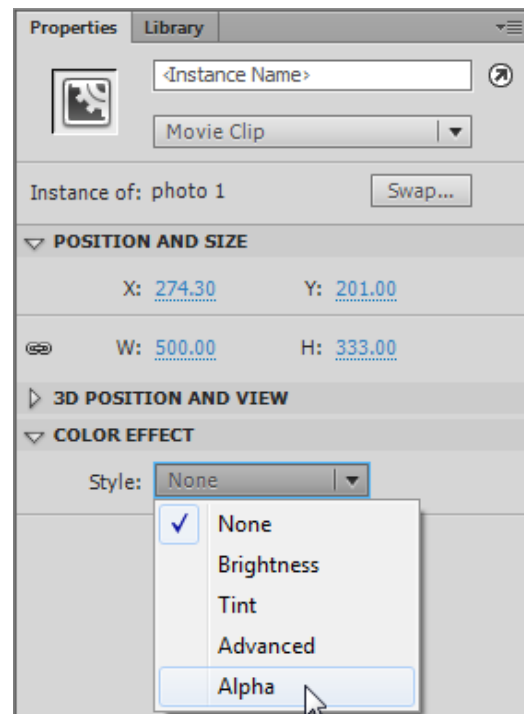 Properties Library
<Instance Name>
Movie Clip
Instance of: photo 1 Swap...
POSITION AND SIZE
X: 274.30 Y: 201.00
W: 500.00 H: 333.00
3D POSITION AND VIEW
COLOR EFFECT
Style: None
None
Brightness
Tint
Advanced
Alpha